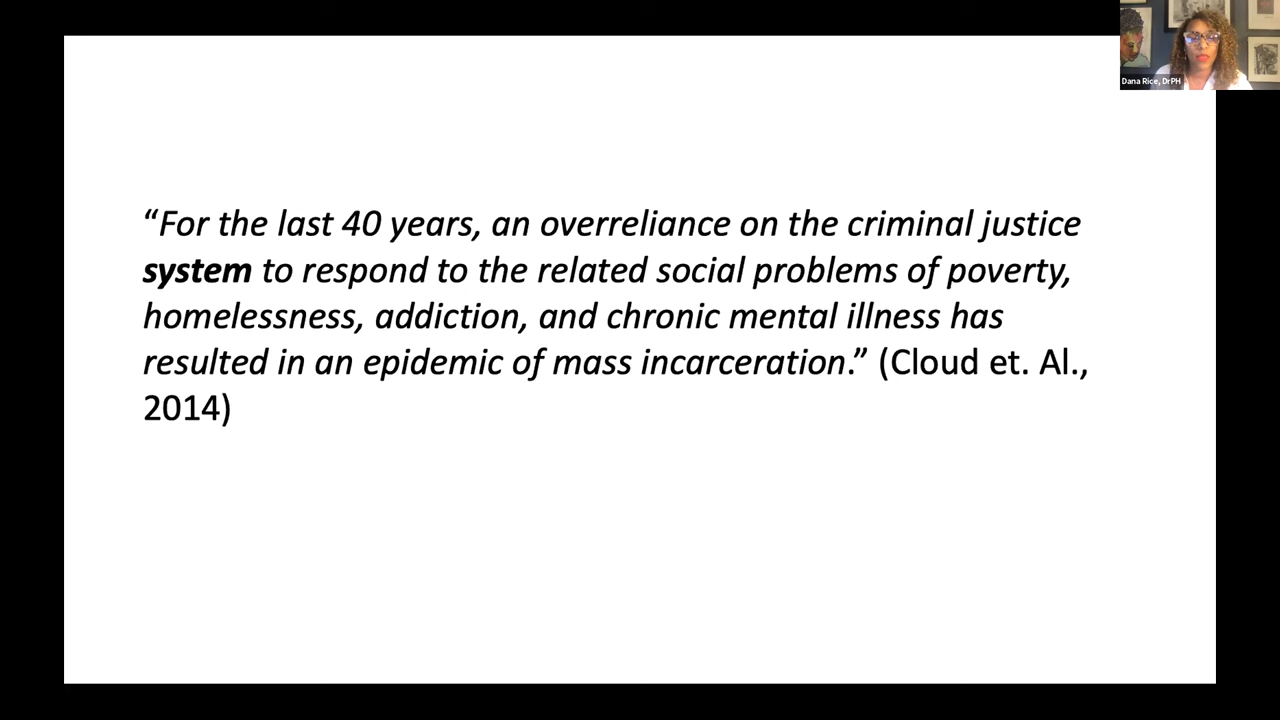 Dana Rice, DrPH
“For the last 40 years, an overreliance on the criminal justice
system to respond to the related social problems of poverty,
homelessness, addiction, and chronic mental illness has
resulted in an epidemic of mass incarceration.” (Cloud et. Al.,
2014)